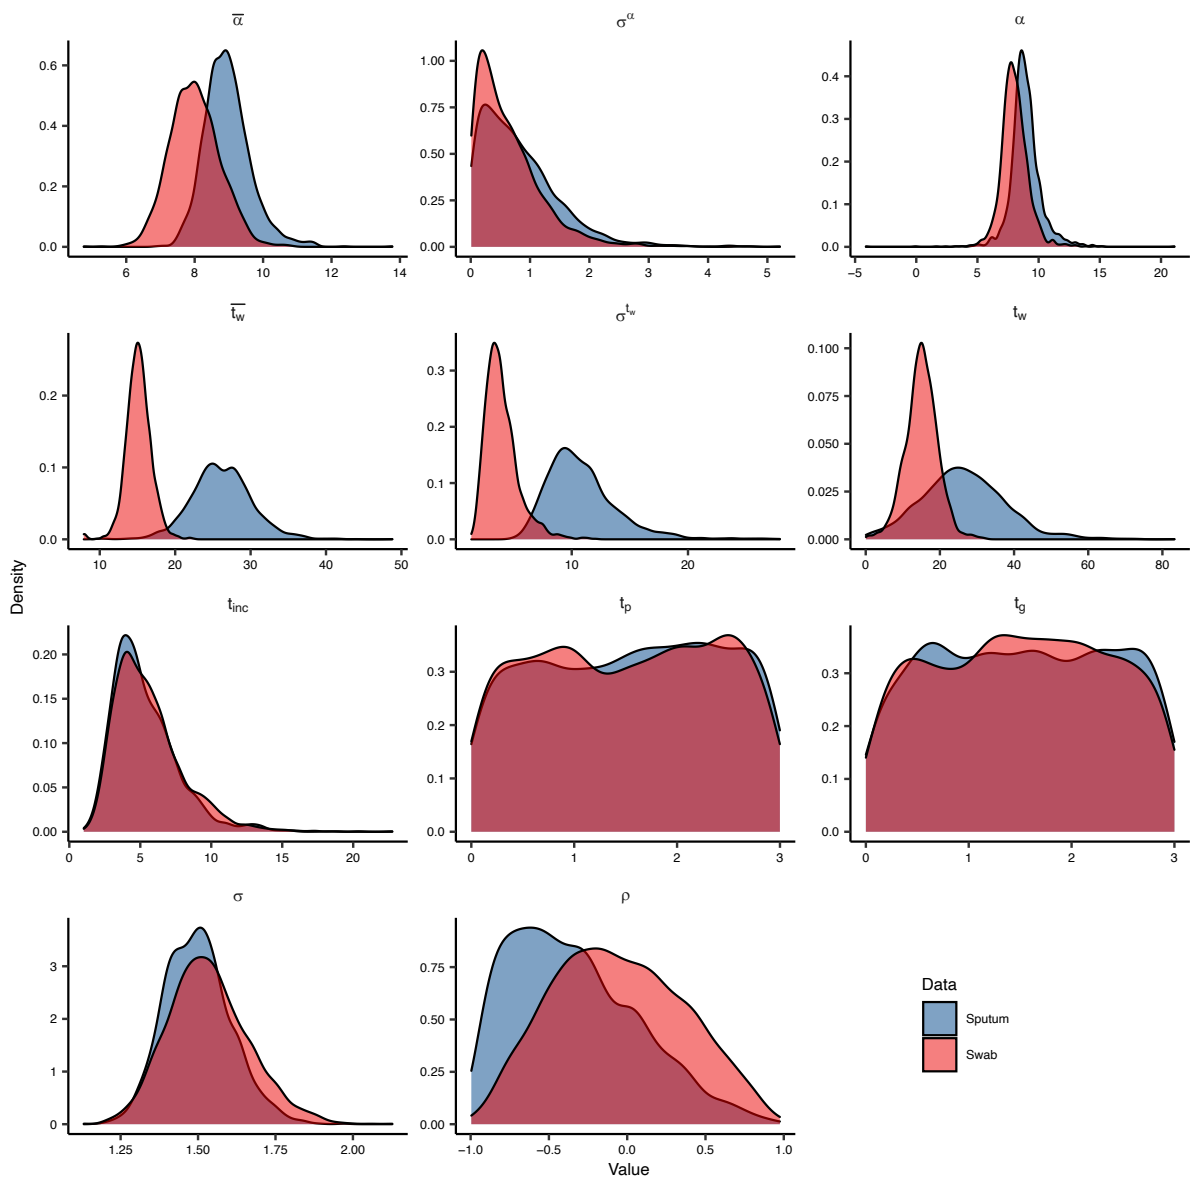 α̅ σ^α α
0.6 0.4 0.2 0.0
6 8 10 12 14
1.00 0.75 0.50 0.25 0.00
0 1 2 3 4 5
0.4 0.3 0.2 0.1 0.0
−5 0 5 10 15 20
t̅_w̅ σ^t_w t_w
0.2 0.1 0.0
10 20 30 40 50
0.3 0.2 0.1 0.0
10 20
0.100 0.075 0.050 0.025 0.000
0 20 40 60 80
Density
t_inc t_p t_g
0.20 0.15 0.10 0.05 0.00
0 5 10 15 20
0.3 0.2 0.1 0.0
0 1 2 3
0.3 0.2 0.1 0.0
0 1 2 3
σ ρ
3 2 1 0
1.25 1.50 1.75 2.00
0.75 0.50 0.25 0.00
−1.0 −0.5 0.0 0.5 1.0
Value
Data
Sputum
Swab